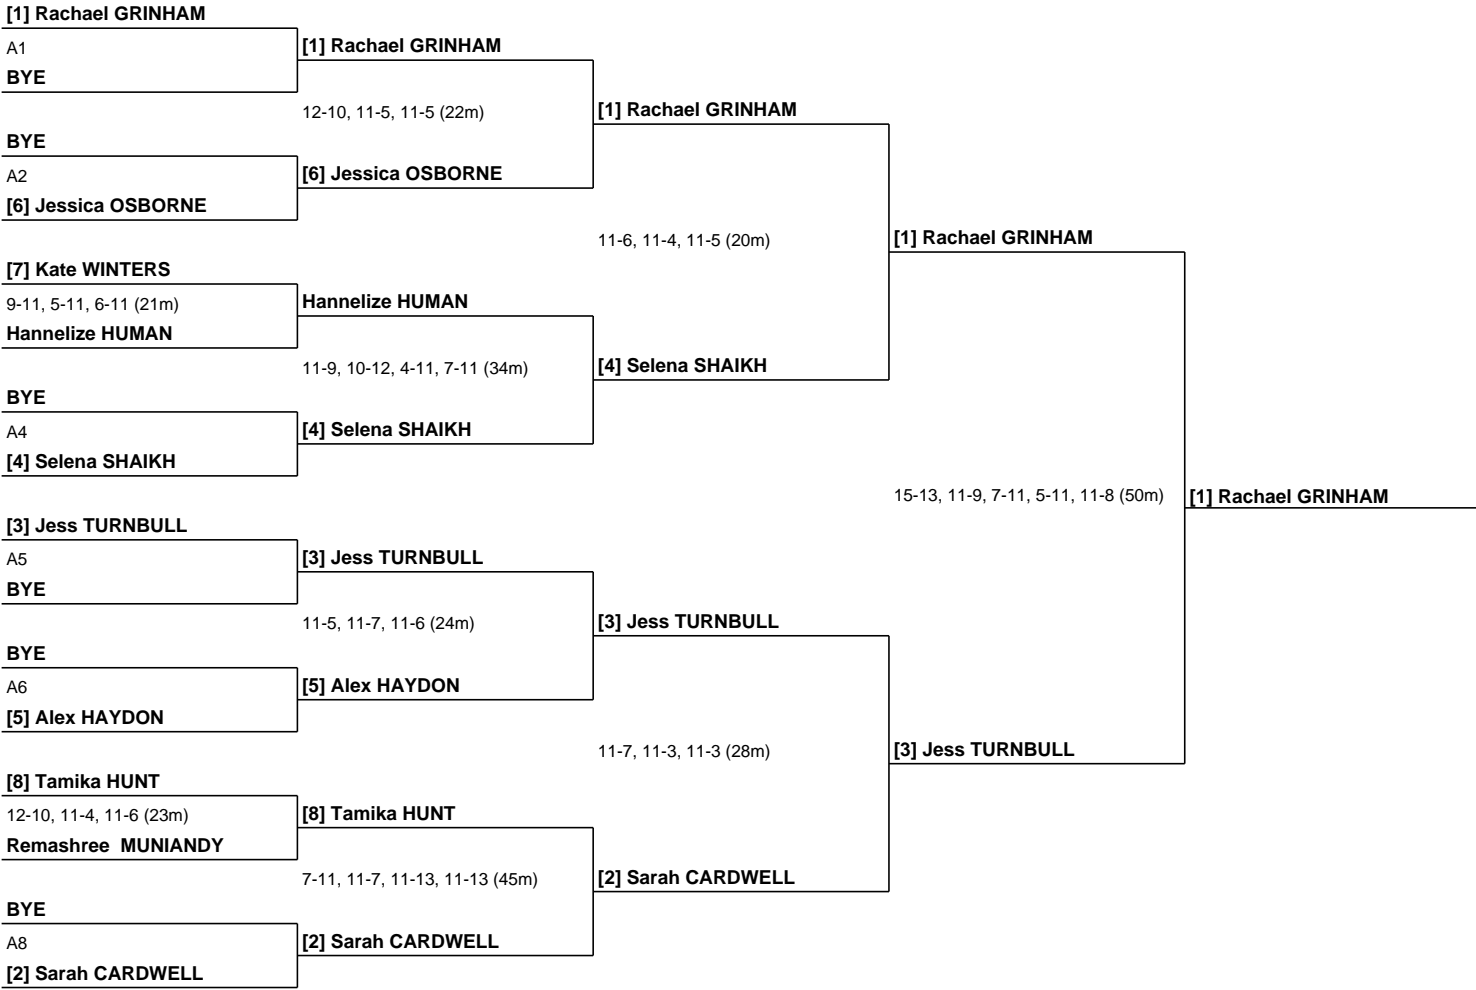 [1] Rachael GRINHAM
A1
BYE
BYE
A2
[6] Jessica OSBORNE
[7] Kate WINTERS
9-11, 5-11, 6-11 (21m)
Hannelize HUMAN
BYE
A4
[4] Selena SHAIKH
[3] Jess TURNBULL
A5
BYE
BYE
A6
[5] Alex HAYDON
[8] Tamika HUNT
12-10, 11-4, 11-6 (23m)
Remashree  MUNIANDY
BYE
A8
[2] Sarah CARDWELL
[1] Rachael GRINHAM
12-10, 11-5, 11-5 (22m)
[6] Jessica OSBORNE
Hannelize HUMAN
11-9, 10-12, 4-11, 7-11 (34m)
[4] Selena SHAIKH
[3] Jess TURNBULL
11-5, 11-7, 11-6 (24m)
[5] Alex HAYDON
[8] Tamika HUNT
7-11, 11-7, 11-13, 11-13 (45m)
[2] Sarah CARDWELL
[1] Rachael GRINHAM
11-6, 11-4, 11-5 (20m)
[4] Selena SHAIKH
[3] Jess TURNBULL
11-7, 11-3, 11-3 (28m)
[2] Sarah CARDWELL
[1] Rachael GRINHAM
15-13, 11-9, 7-11, 5-11, 11-8 (50m)
[3] Jess TURNBULL
[1] Rachael GRINHAM